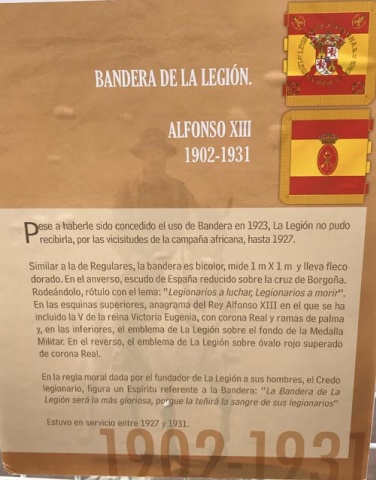 BANDERA DE LA LEGIÓN.
ALFONSO XIII
1902-1931
Pese a haberle sido concedido el uso de Bandera en 1923, La Legión no pudo
recibirla, por las vicisitudes de la campaña africana, hasta 1927.
Similar a la de Regulares, la bandera es bicolor, mide 1 m X 1 m y lleva fleco
dorado. En el anverso, escudo de España reducido sobre la cruz de Borgoña.
Rodeándolo, rótulo con el lema: "Legionarios a luchar, Legionarios a morir".
En las esquinas superiores, anagrama del Rey Alfonso XIII en el que se ha
incluido la V de la reina Victoria Eugenia, con corona Real y ramas de palma
y, en las inferiores, el emblema de La Legión sobre el fondo de la Medalla
Militar. En el reverso, el emblema de La Legión sobre óvalo rojo superado
de corona Real.
En la regla moral dada por el fundador de La Legión a sus hombres, el Credo
legionario, figura un Espíritu referente a la Bandera: "La Bandera de La
Legión será la más gloriosa, porque la teñirá la sangre de sus legionarios"
Estuvo en servicio entre 1927 y 1931.
1902-1931